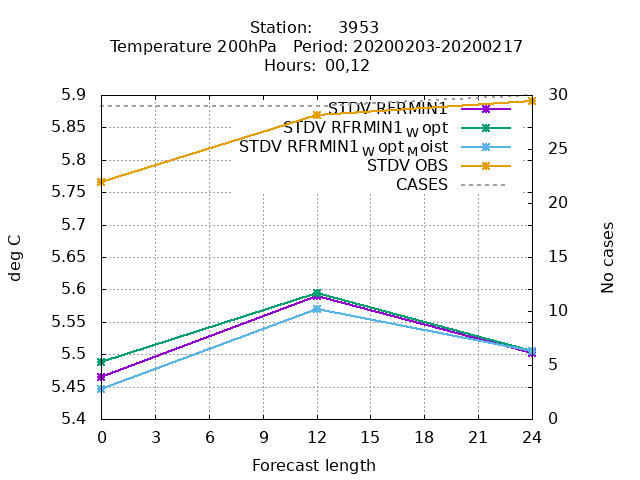 Station: 3953
Temperature 200hPa Period: 20200203-20200217
Hours: 00,12
5.9
5.85
5.8
5.75
5.7
5.65
5.6
5.55
5.5
5.45
5.4
deg C
STDV RFRMIN1
STDV RFRMIN1_W opt
STDV RFRMIN1_W opt_M oist
STDV OBS
CASES
30
25
20
15
10
5
0
No cases
0 3 6 9 12 15 18 21 24
Forecast length